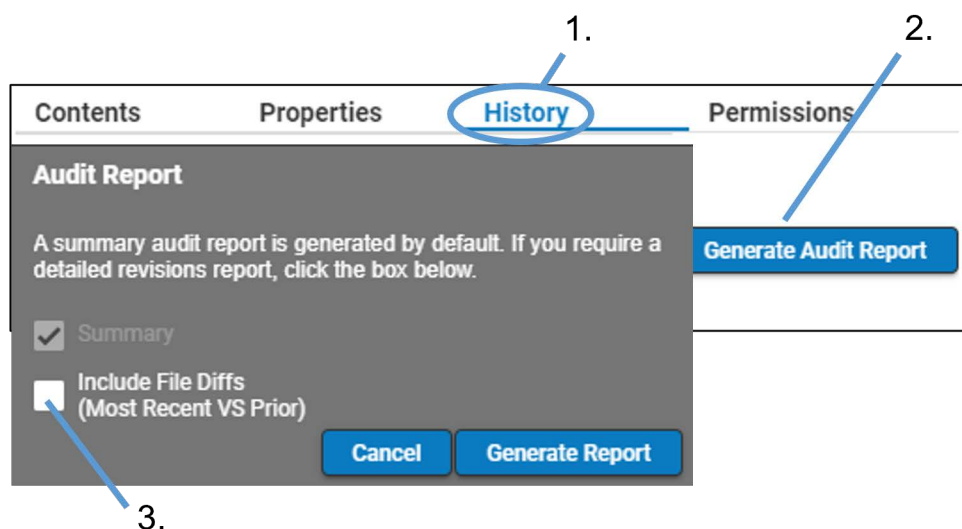 1.
2.
Contents Properties History Permissions
Audit Report
A summary audit report is generated by default. If you require a
detailed revisions report, click the box below.
Generate Audit Report
Summary
Include File Diffs
(Most Recent VS Prior)
Cancel Generate Report
3.